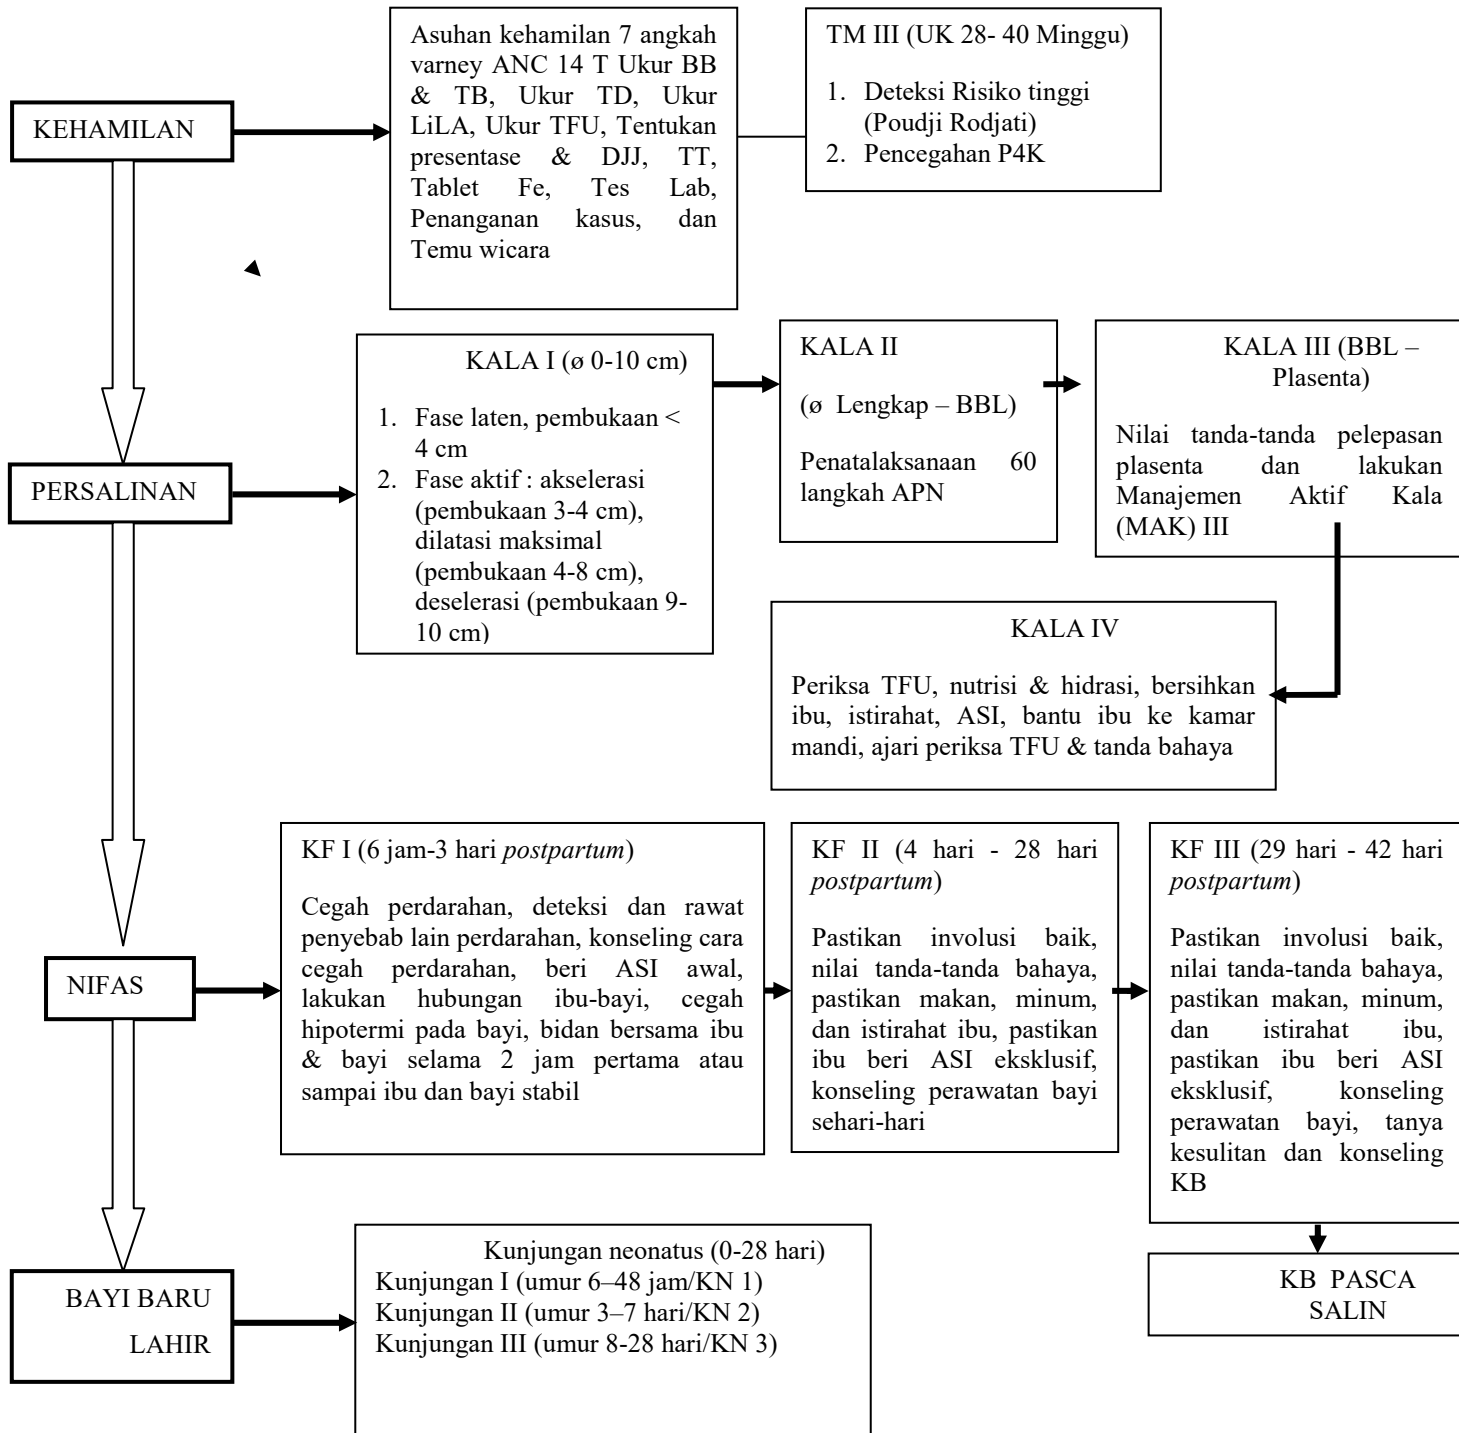 KEHAMILAN
Asuhan kehamilan 7 angkah
varney ANC 14 T Ukur BB
& TB, Ukur TD, Ukur
LiLA, Ukur TFU, Tentukan
presentase & DJJ, TT,
Tablet Fe, Tes Lab,
Penanganan kasus, dan
Temu wicara
TM III (UK 28- 40 Minggu)
1. Deteksi Risiko tinggi
(Poudji Rodjati)
2. Pencegahan P4K
PERSALINAN
KALA I (ø 0-10 cm)
1. Fase laten, pembukaan <
4 cm
2. Fase aktif : akselerasi
(pembukaan 3-4 cm),
dilatasi maksimal
(pembukaan 4-8 cm),
deselerasi (pembukaan 9-
10 cm)
KALA II
(ø Lengkap – BBL)
Penatalaksanaan 60
langkah APN
KALA III (BBL –
Plasenta)
Nilai tanda-tanda pelepasan
plasenta dan lakukan
Manajemen Aktif Kala
(MAK) III
KALA IV
Periksa TFU, nutrisi & hidrasi, bersihkan
ibu, istirahat, ASI, bantu ibu ke kamar
mandi, ajari periksa TFU & tanda bahaya
NIFAS
KF I (6 jam-3 hari postpartum)
Cegah perdarahan, deteksi dan rawat
penyebab lain perdarahan, konseling cara
cegah perdarahan, beri ASI awal,
lakukan hubungan ibu-bayi, cegah
hipotermi pada bayi, bidan bersama ibu
& bayi selama 2 jam pertama atau
sampai ibu dan bayi stabil
KF II (4 hari - 28 hari
postpartum)
Pastikan involusi baik,
nilai tanda-tanda bahaya,
pastikan makan, minum,
dan istirahat ibu, pastikan
ibu beri ASI eksklusif,
konseling perawatan bayi
sehari-hari
KF III (29 hari - 42 hari
postpartum)
Pastikan involusi baik,
nilai tanda-tanda bahaya,
pastikan makan, minum,
dan istirahat ibu,
pastikan ibu beri ASI
eksklusif, konseling
perawatan bayi, tanya
kesulitan dan konseling
KB
KB PASCA
SALIN
BAYI BARU
LAHIR
Kunjungan neonatus (0-28 hari)
Kunjungan I (umur 6–48 jam/KN 1)
Kunjungan II (umur 3–7 hari/KN 2)
Kunjungan III (umur 8-28 hari/KN 3)